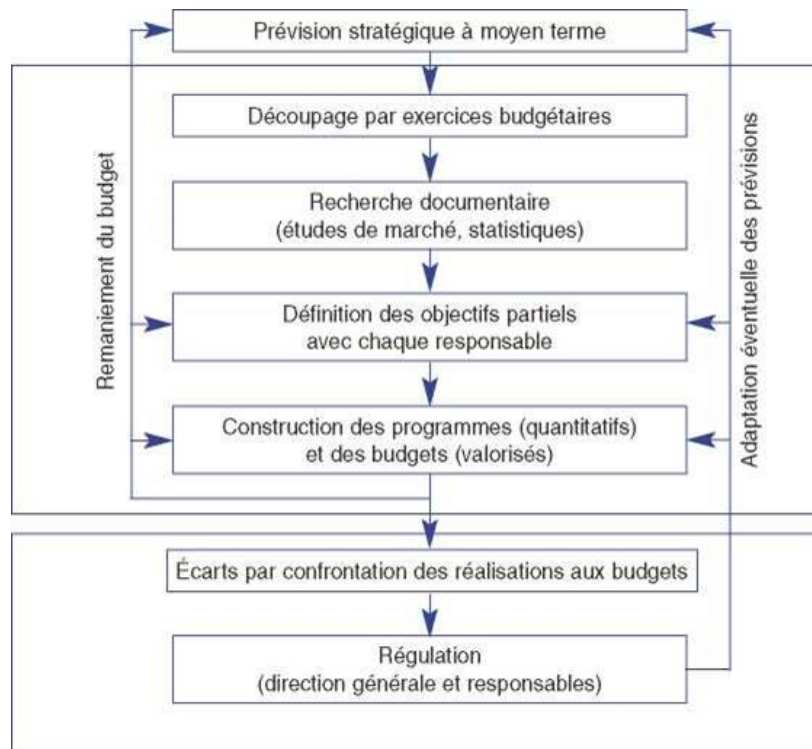 Prévision stratégique à moyen terme
Découpage par exercices budgétaires
Recherche documentaire
(études de marché, statistiques)
Définition des objectifs partiels
avec chaque responsable
Construction des programmes (quantitatifs)
et des budgets (valorisés)
Remaniement du budget
Adaptation éventuelle des prévisions
Écarts par confrontation des réalisations aux budgets
Régulation
(direction générale et responsables)